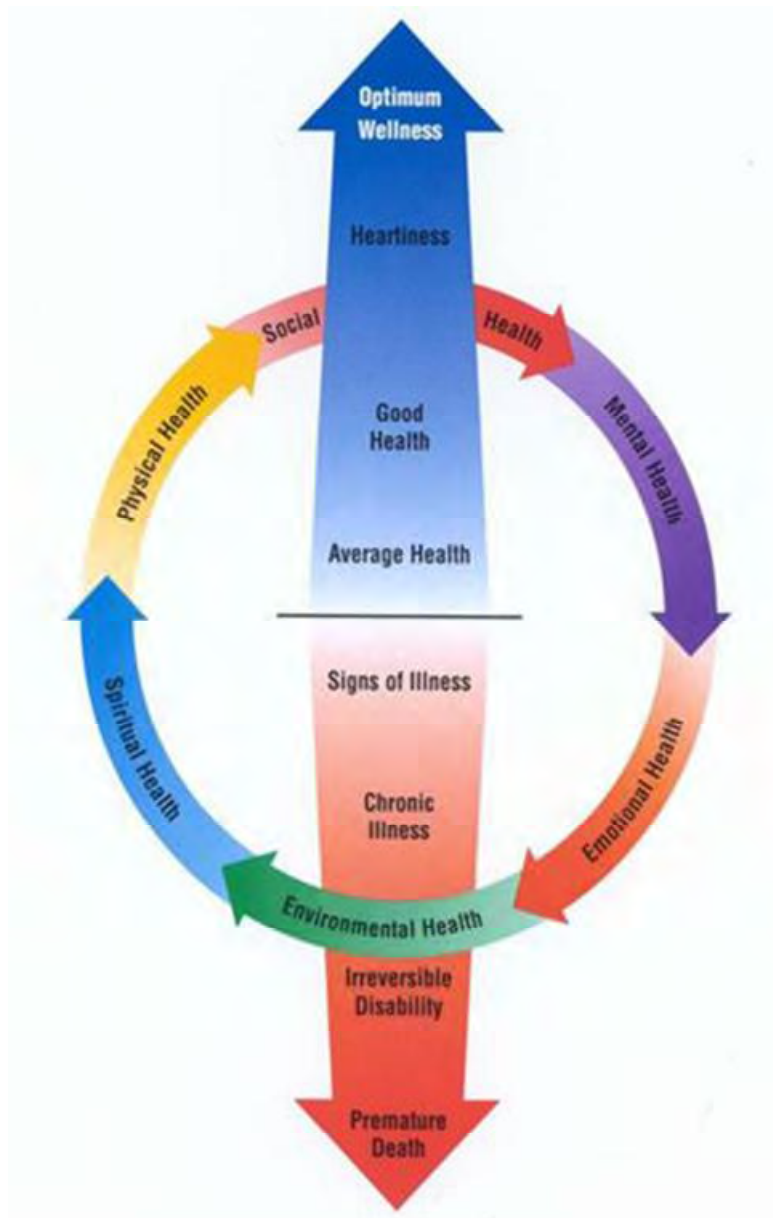 Optimum
Wellness
Heartiness
Social
Health
Physical Health
Good
Health
Mental Health
Average Health
Signs of Illness
Spiritual Health
Emotional Health
Chronic
Illness
Environmental Health
Irreversible
Disability
Premature
Death